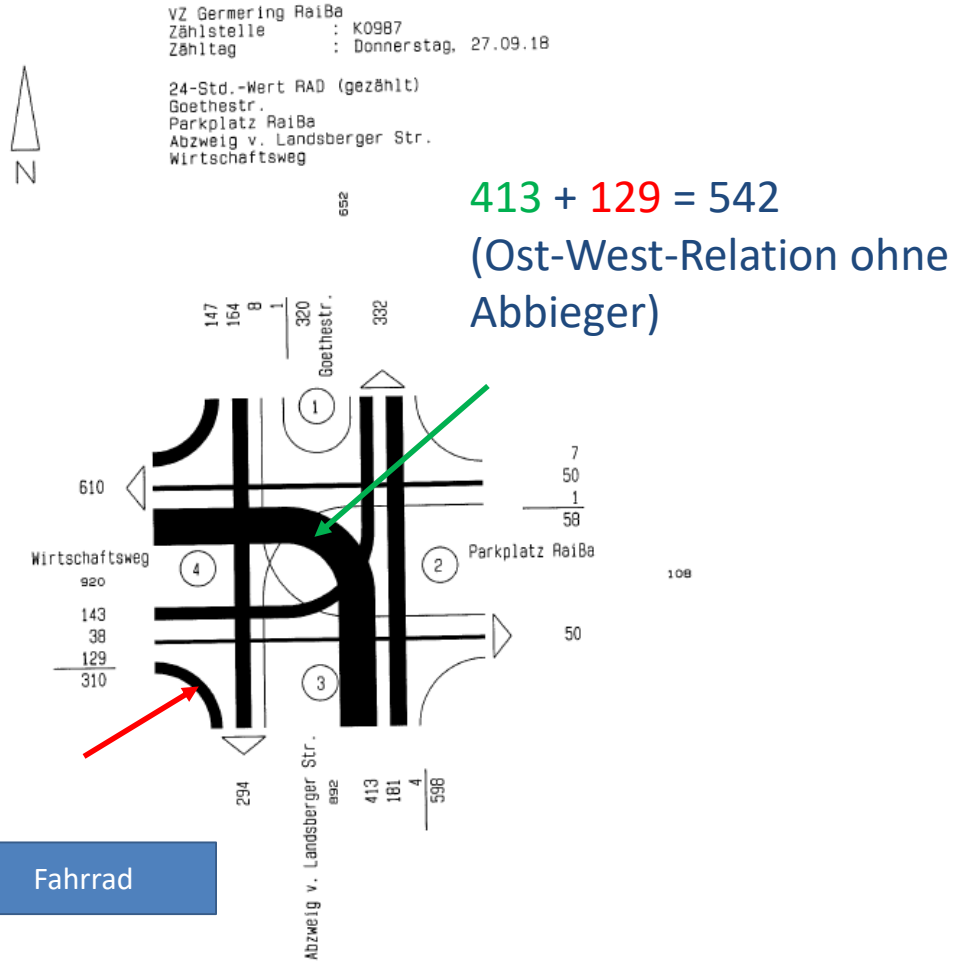 VZ Germering RaiBa
Zählstelle : K0987
Zähltag : Donnerstag, 27.09.18
24-Std.-Wert RAD (gezählt)
Goethestr.
Parkplatz RaiBa
Abzweig v. Landsberger Str.
Wirtschaftsweg
N
652
413 + 129 = 542
(Ost-West-Relation ohne
Abbieger)
147
164
8
1
320
Goethestr.
332
1
7
50
1
58
610
Wirtschaftsweg
920
4
2
Parkplatz RaiBa
108
143
38
129
310
50
3
294
Abzweig v. Landsberger Str.
892
413
181
4
598
Fahrrad